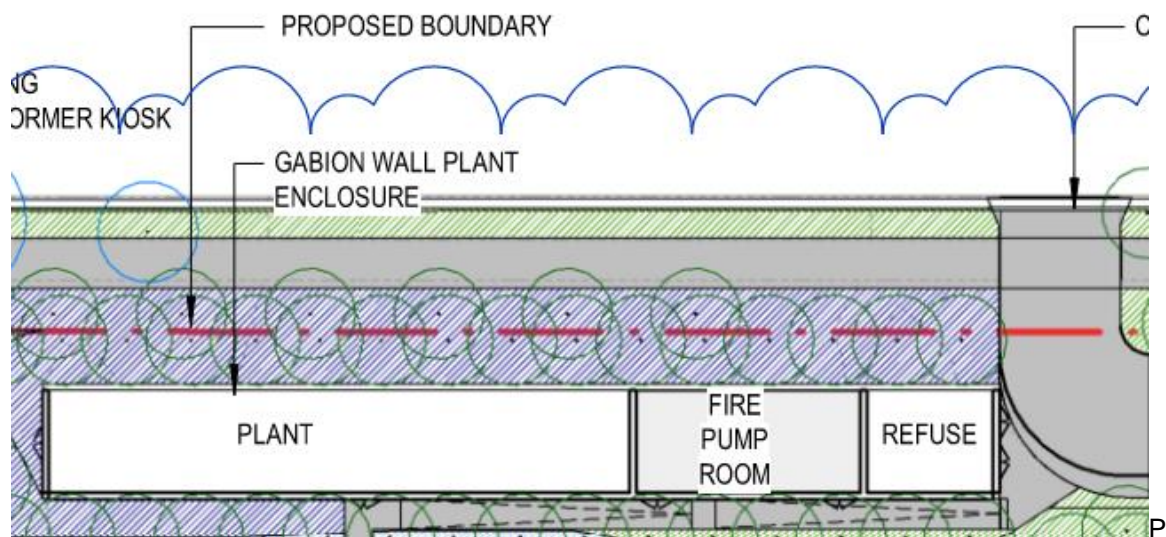 PROPOSED BOUNDARY
C
NG
ORMER KIOSK
GABION WALL PLANT
ENCLOSURE
PLANT
FIRE
PUMP
ROOM
REFUSE
P